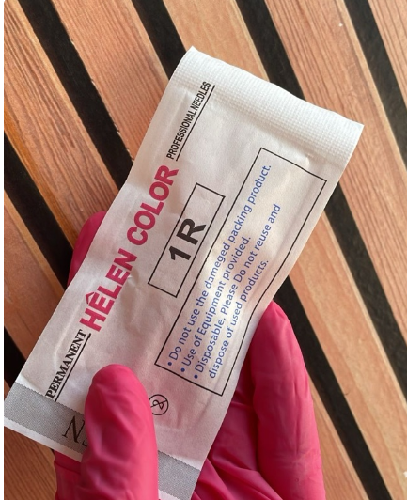 PERMANENT
HÊLEN COLOR
PROFESSIONAL NEEDLES
1R
• Do not use the dameged packing product.
• Use of Equipment provided.
• Disposable, Please Do not reuse and
dispose of used products.